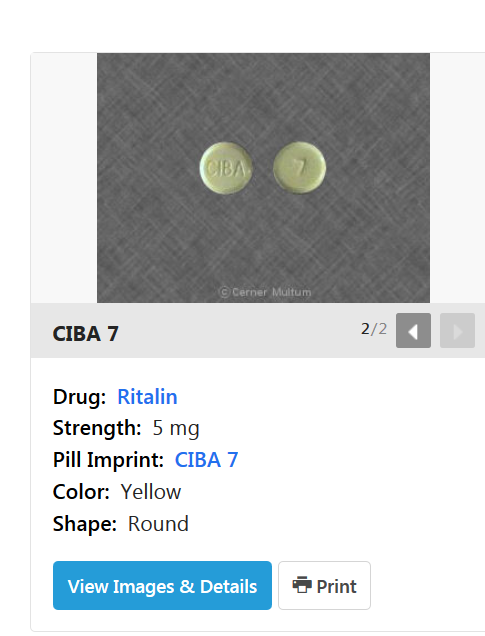 CIBA
7
© Cerner Multum
CIBA 7
2/2
Drug: Ritalin
Strength: 5 mg
Pill Imprint: CIBA 7
Color: Yellow
Shape: Round
View Images & Details
Print